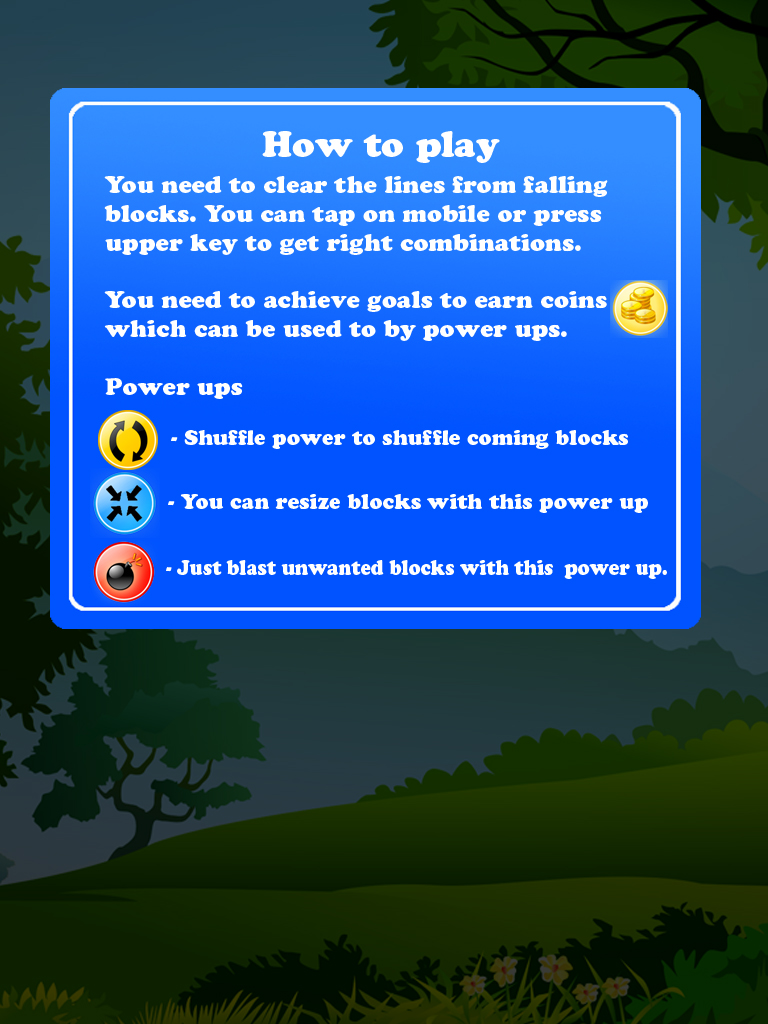 How to play
You need to clear the lines from falling
blocks. You can tap on mobile or press
upper key to get right combinations.
You need to achieve goals to earn coins
which can be used to by power ups.
Power ups
- Shuffle power to shuffle coming blocks
- You can resize blocks with this power up
- Just blast unwanted blocks with this  power up.